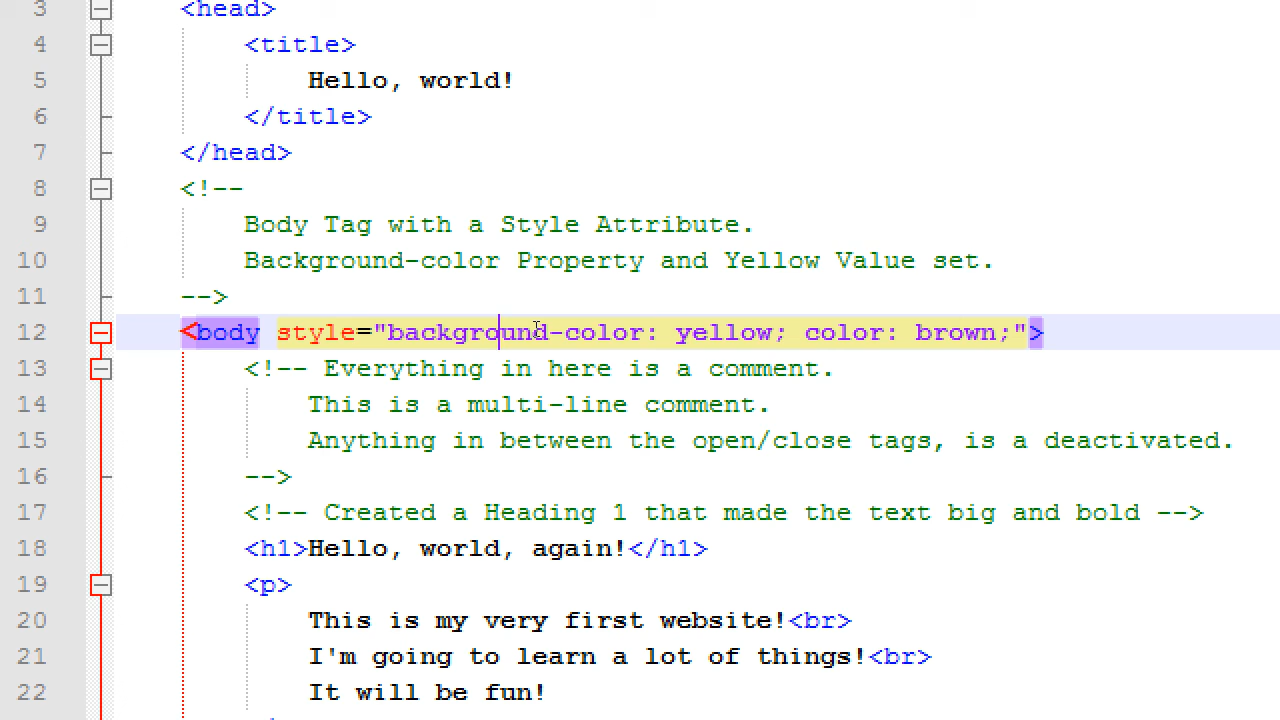 3 <head>
4 <title>
5 Hello, world!
6 </title>
7 </head>
8 <!--
9 Body Tag with a Style Attribute.
10 Background-color Property and Yellow Value set.
11 -->
12 <body style="background-color: yellow; color: brown;">
13 <!-- Everything in here is a comment.
14 This is a multi-line comment.
15 Anything in between the open/close tags, is a deactivated.
16 -->
17 <!-- Created a Heading 1 that made the text big and bold -->
18 <h1>Hello, world, again!</h1>
19 <p>
20 This is my very first website!<br>
21 I'm going to learn a lot of things!<br>
22 It will be fun!